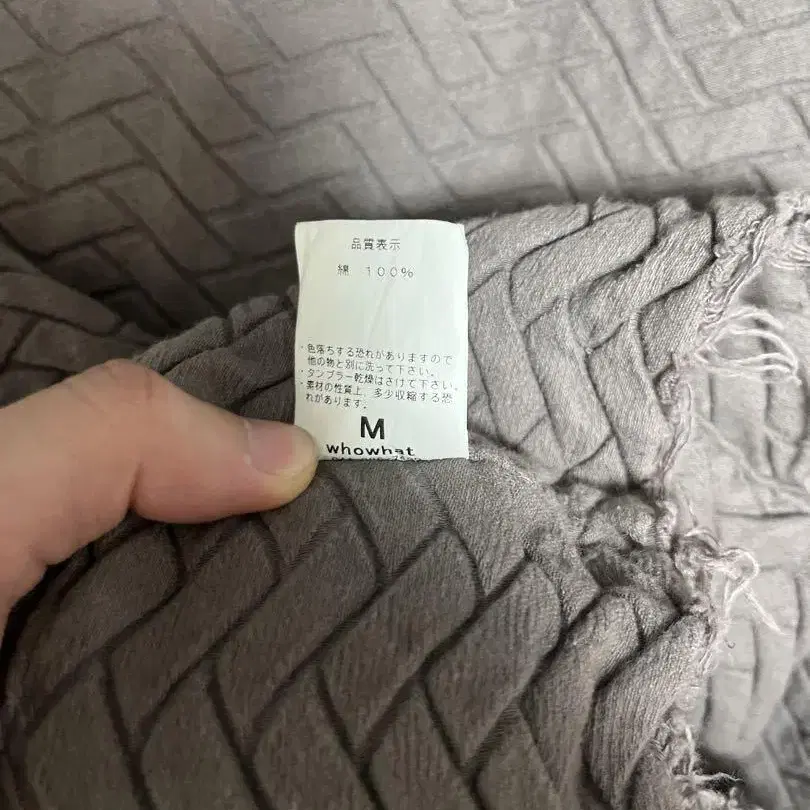 品質表示
綿 100%
・色落ちする恐れがありますので
他の物と別に洗って下さい。
・タンブラー乾燥はさけて下さい。
・素材の性質上、多少収縮する恐
れがあります。
M
whowhat